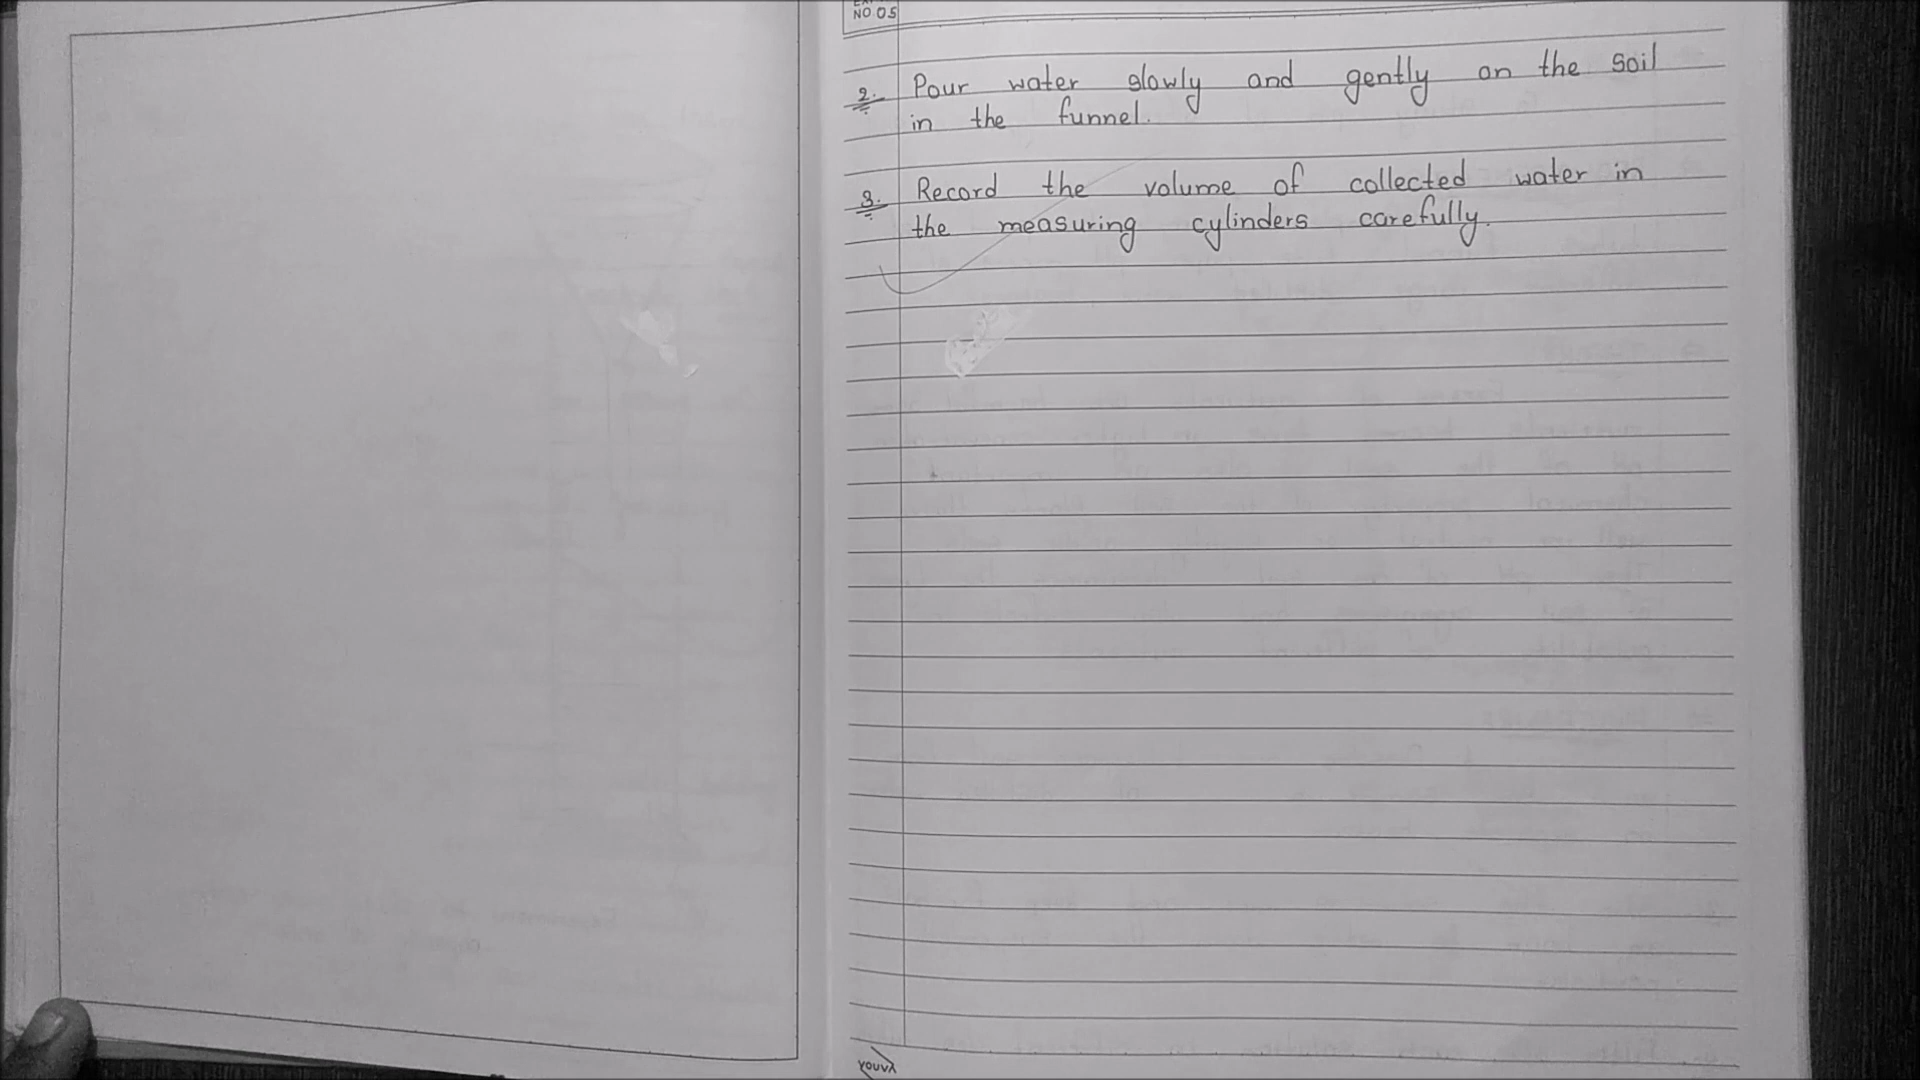 NO 05
2. Pour water slowly and gently on the soil
in the funnel.
3. Record the volume of collected water in
the measuring cylinders carefully.
YOUVA